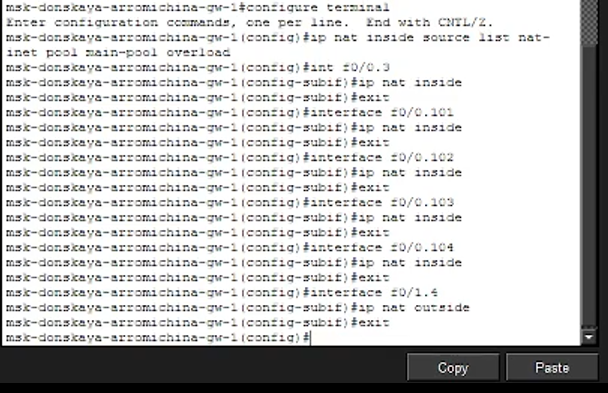 msk-donskaya-arromichina-gw-1#configure terminal
Enter configuration commands, one per line.  End with CNTL/Z.
msk-donskaya-arromichina-gw-1(config)#ip nat inside source list nat-
inet pool main-pool overload
msk-donskaya-arromichina-gw-1(config)#int f0/0.3
msk-donskaya-arromichina-gw-1(config-subif)#ip nat inside
msk-donskaya-arromichina-gw-1(config-subif)#exit
msk-donskaya-arromichina-gw-1(config)#interface f0/0.101
msk-donskaya-arromichina-gw-1(config-subif)#ip nat inside
msk-donskaya-arromichina-gw-1(config-subif)#exit
msk-donskaya-arromichina-gw-1(config)#interface f0/0.102
msk-donskaya-arromichina-gw-1(config-subif)#ip nat inside
msk-donskaya-arromichina-gw-1(config-subif)#exit
msk-donskaya-arromichina-gw-1(config)#interface f0/0.103
msk-donskaya-arromichina-gw-1(config-subif)#ip nat inside
msk-donskaya-arromichina-gw-1(config-subif)#exit
msk-donskaya-arromichina-gw-1(config)#interface f0/0.104
msk-donskaya-arromichina-gw-1(config-subif)#ip nat inside
msk-donskaya-arromichina-gw-1(config-subif)#exit
msk-donskaya-arromichina-gw-1(config)#interface f0/1.4
msk-donskaya-arromichina-gw-1(config-subif)#ip nat outside
msk-donskaya-arromichina-gw-1(config-subif)#exit
msk-donskaya-arromichina-gw-1(config)#
Copy Paste